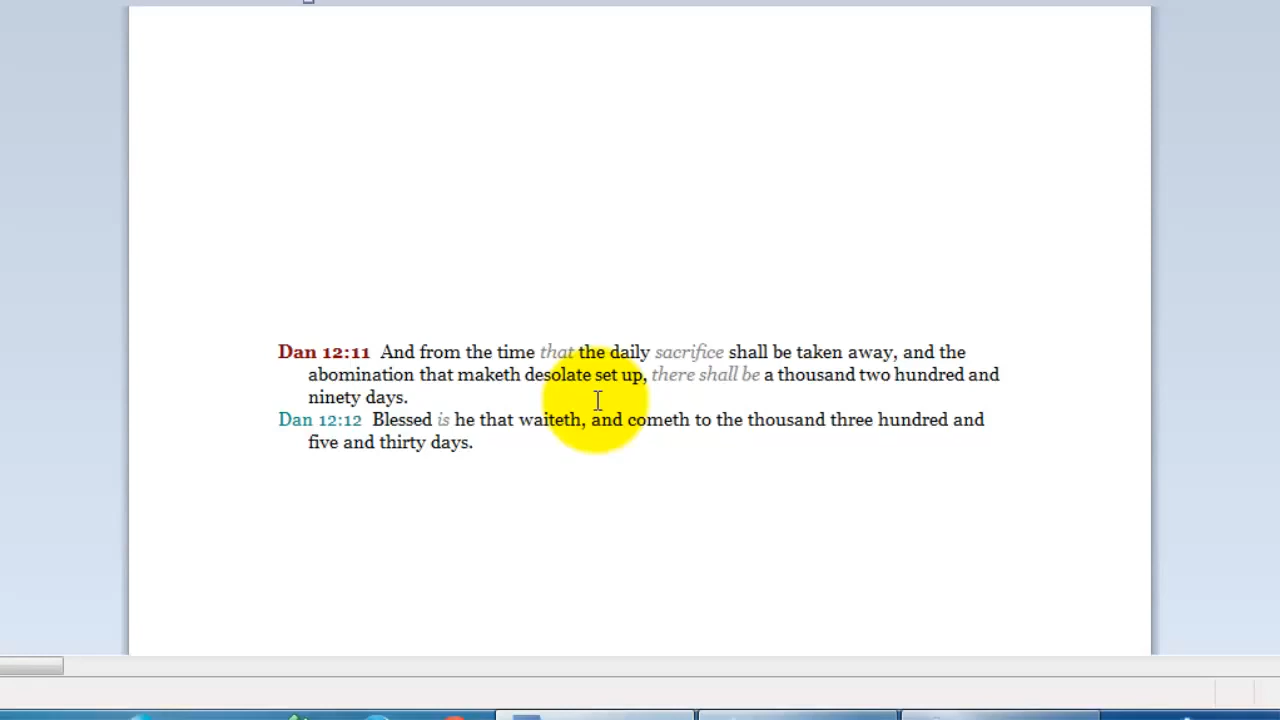 Dan 12:11 And from the time that the daily sacrifice shall be taken away, and the
abomination that maketh desolate set up, there shall be a thousand two hundred and
ninety days.
Dan 12:12 Blessed is he that waiteth, and cometh to the thousand three hundred and
five and thirty days.